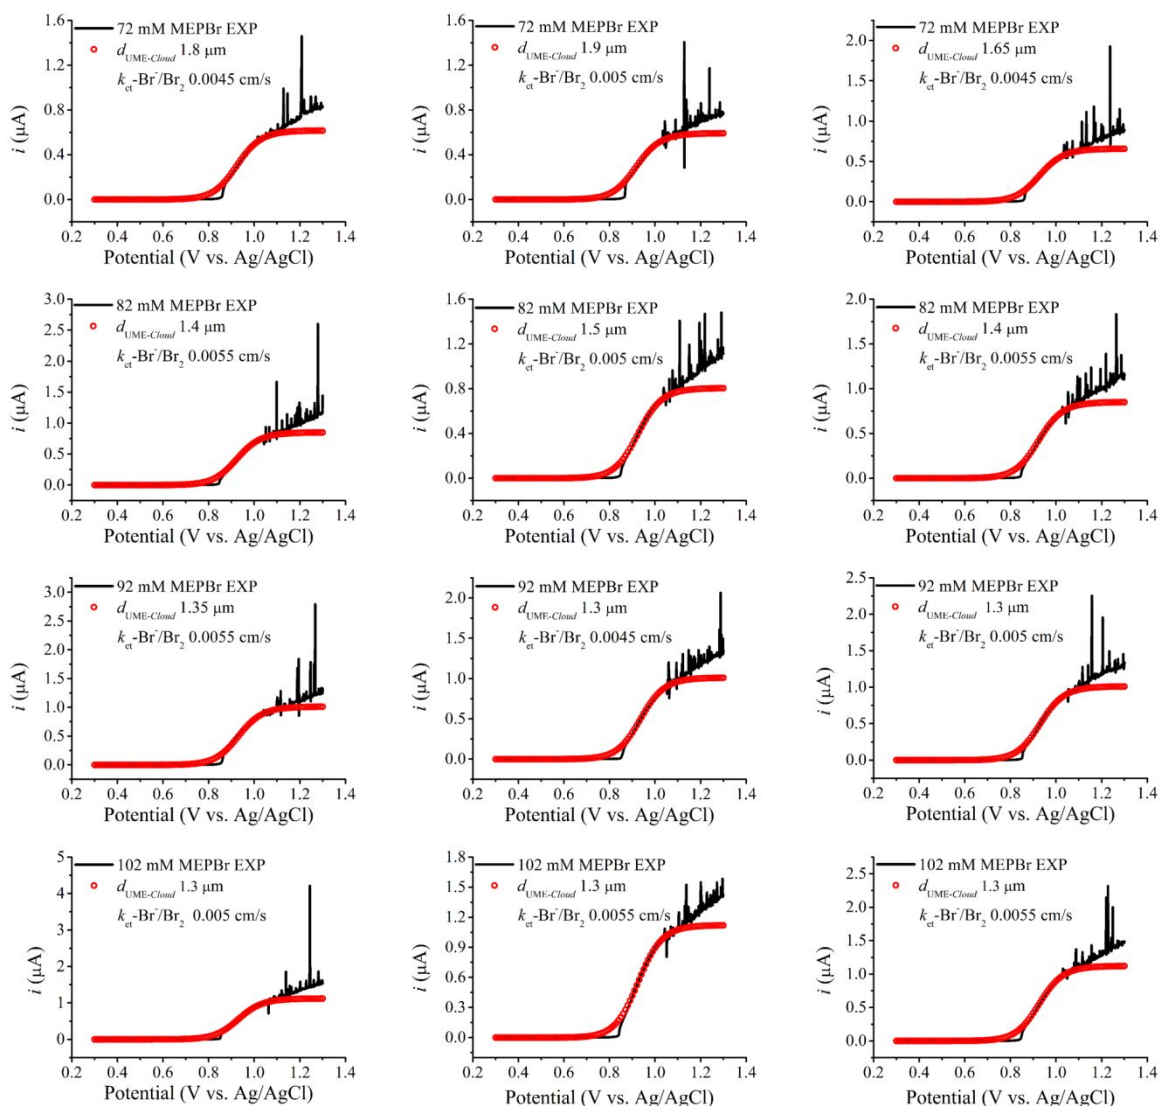 72 mM MEPBr EXP
d_UME-Cloud 1.8 μm
k_et-Br⁻/Br₂ 0.0045 cm/s
i (μA)
1.6
1.2
0.8
0.4
0.0
0.2 0.4 0.6 0.8 1.0 1.2 1.4
Potential (V vs. Ag/AgCl)
72 mM MEPBr EXP
d_UME-Cloud 1.9 μm
k_et-Br⁻/Br₂ 0.005 cm/s
i (μA)
1.6
1.2
0.8
0.4
0.0
0.2 0.4 0.6 0.8 1.0 1.2 1.4
Potential (V vs. Ag/AgCl)
72 mM MEPBr EXP
d_UME-Cloud 1.65 μm
k_et-Br⁻/Br₂ 0.0045 cm/s
i (μA)
2.0
1.5
1.0
0.5
0.0
0.2 0.4 0.6 0.8 1.0 1.2 1.4
Potential (V vs. Ag/AgCl)
82 mM MEPBr EXP
d_UME-Cloud 1.4 μm
k_et-Br⁻/Br₂ 0.0055 cm/s
i (μA)
3.0
2.5
2.0
1.5
1.0
0.5
0.0
0.2 0.4 0.6 0.8 1.0 1.2 1.4
Potential (V vs. Ag/AgCl)
82 mM MEPBr EXP
d_UME-Cloud 1.5 μm
k_et-Br⁻/Br₂ 0.005 cm/s
i (μA)
1.6
1.2
0.8
0.4
0.0
0.2 0.4 0.6 0.8 1.0 1.2 1.4
Potential (V vs. Ag/AgCl)
82 mM MEPBr EXP
d_UME-Cloud 1.4 μm
k_et-Br⁻/Br₂ 0.0055 cm/s
i (μA)
2.0
1.5
1.0
0.5
0.0
0.2 0.4 0.6 0.8 1.0 1.2 1.4
Potential (V vs. Ag/AgCl)
92 mM MEPBr EXP
d_UME-Cloud 1.35 μm
k_et-Br⁻/Br₂ 0.0055 cm/s
i (μA)
3.0
2.5
2.0
1.5
1.0
0.5
0.0
0.2 0.4 0.6 0.8 1.0 1.2 1.4
Potential (V vs. Ag/AgCl)
92 mM MEPBr EXP
d_UME-Cloud 1.3 μm
k_et-Br⁻/Br₂ 0.0045 cm/s
i (μA)
2.0
1.5
1.0
0.5
0.0
0.2 0.4 0.6 0.8 1.0 1.2 1.4
Potential (V vs. Ag/AgCl)
92 mM MEPBr EXP
d_UME-Cloud 1.3 μm
k_et-Br⁻/Br₂ 0.005 cm/s
i (μA)
2.5
2.0
1.5
1.0
0.5
0.0
0.2 0.4 0.6 0.8 1.0 1.2 1.4
Potential (V vs. Ag/AgCl)
102 mM MEPBr EXP
d_UME-Cloud 1.3 μm
k_et-Br⁻/Br₂ 0.005 cm/s
i (μA)
5
4
3
2
1
0
0.2 0.4 0.6 0.8 1.0 1.2 1.4
Potential (V vs. Ag/AgCl)
102 mM MEPBr EXP
d_UME-Cloud 1.3 μm
k_et-Br⁻/Br₂ 0.0055 cm/s
i (μA)
1.8
1.5
1.2
0.9
0.6
0.3
0.0
0.2 0.4 0.6 0.8 1.0 1.2 1.4
Potential (V vs. Ag/AgCl)
102 mM MEPBr EXP
d_UME-Cloud 1.3 μm
k_et-Br⁻/Br₂ 0.0055 cm/s
i (μA)
2.5
2.0
1.5
1.0
0.5
0.0
0.2 0.4 0.6 0.8 1.0 1.2 1.4
Potential (V vs. Ag/AgCl)